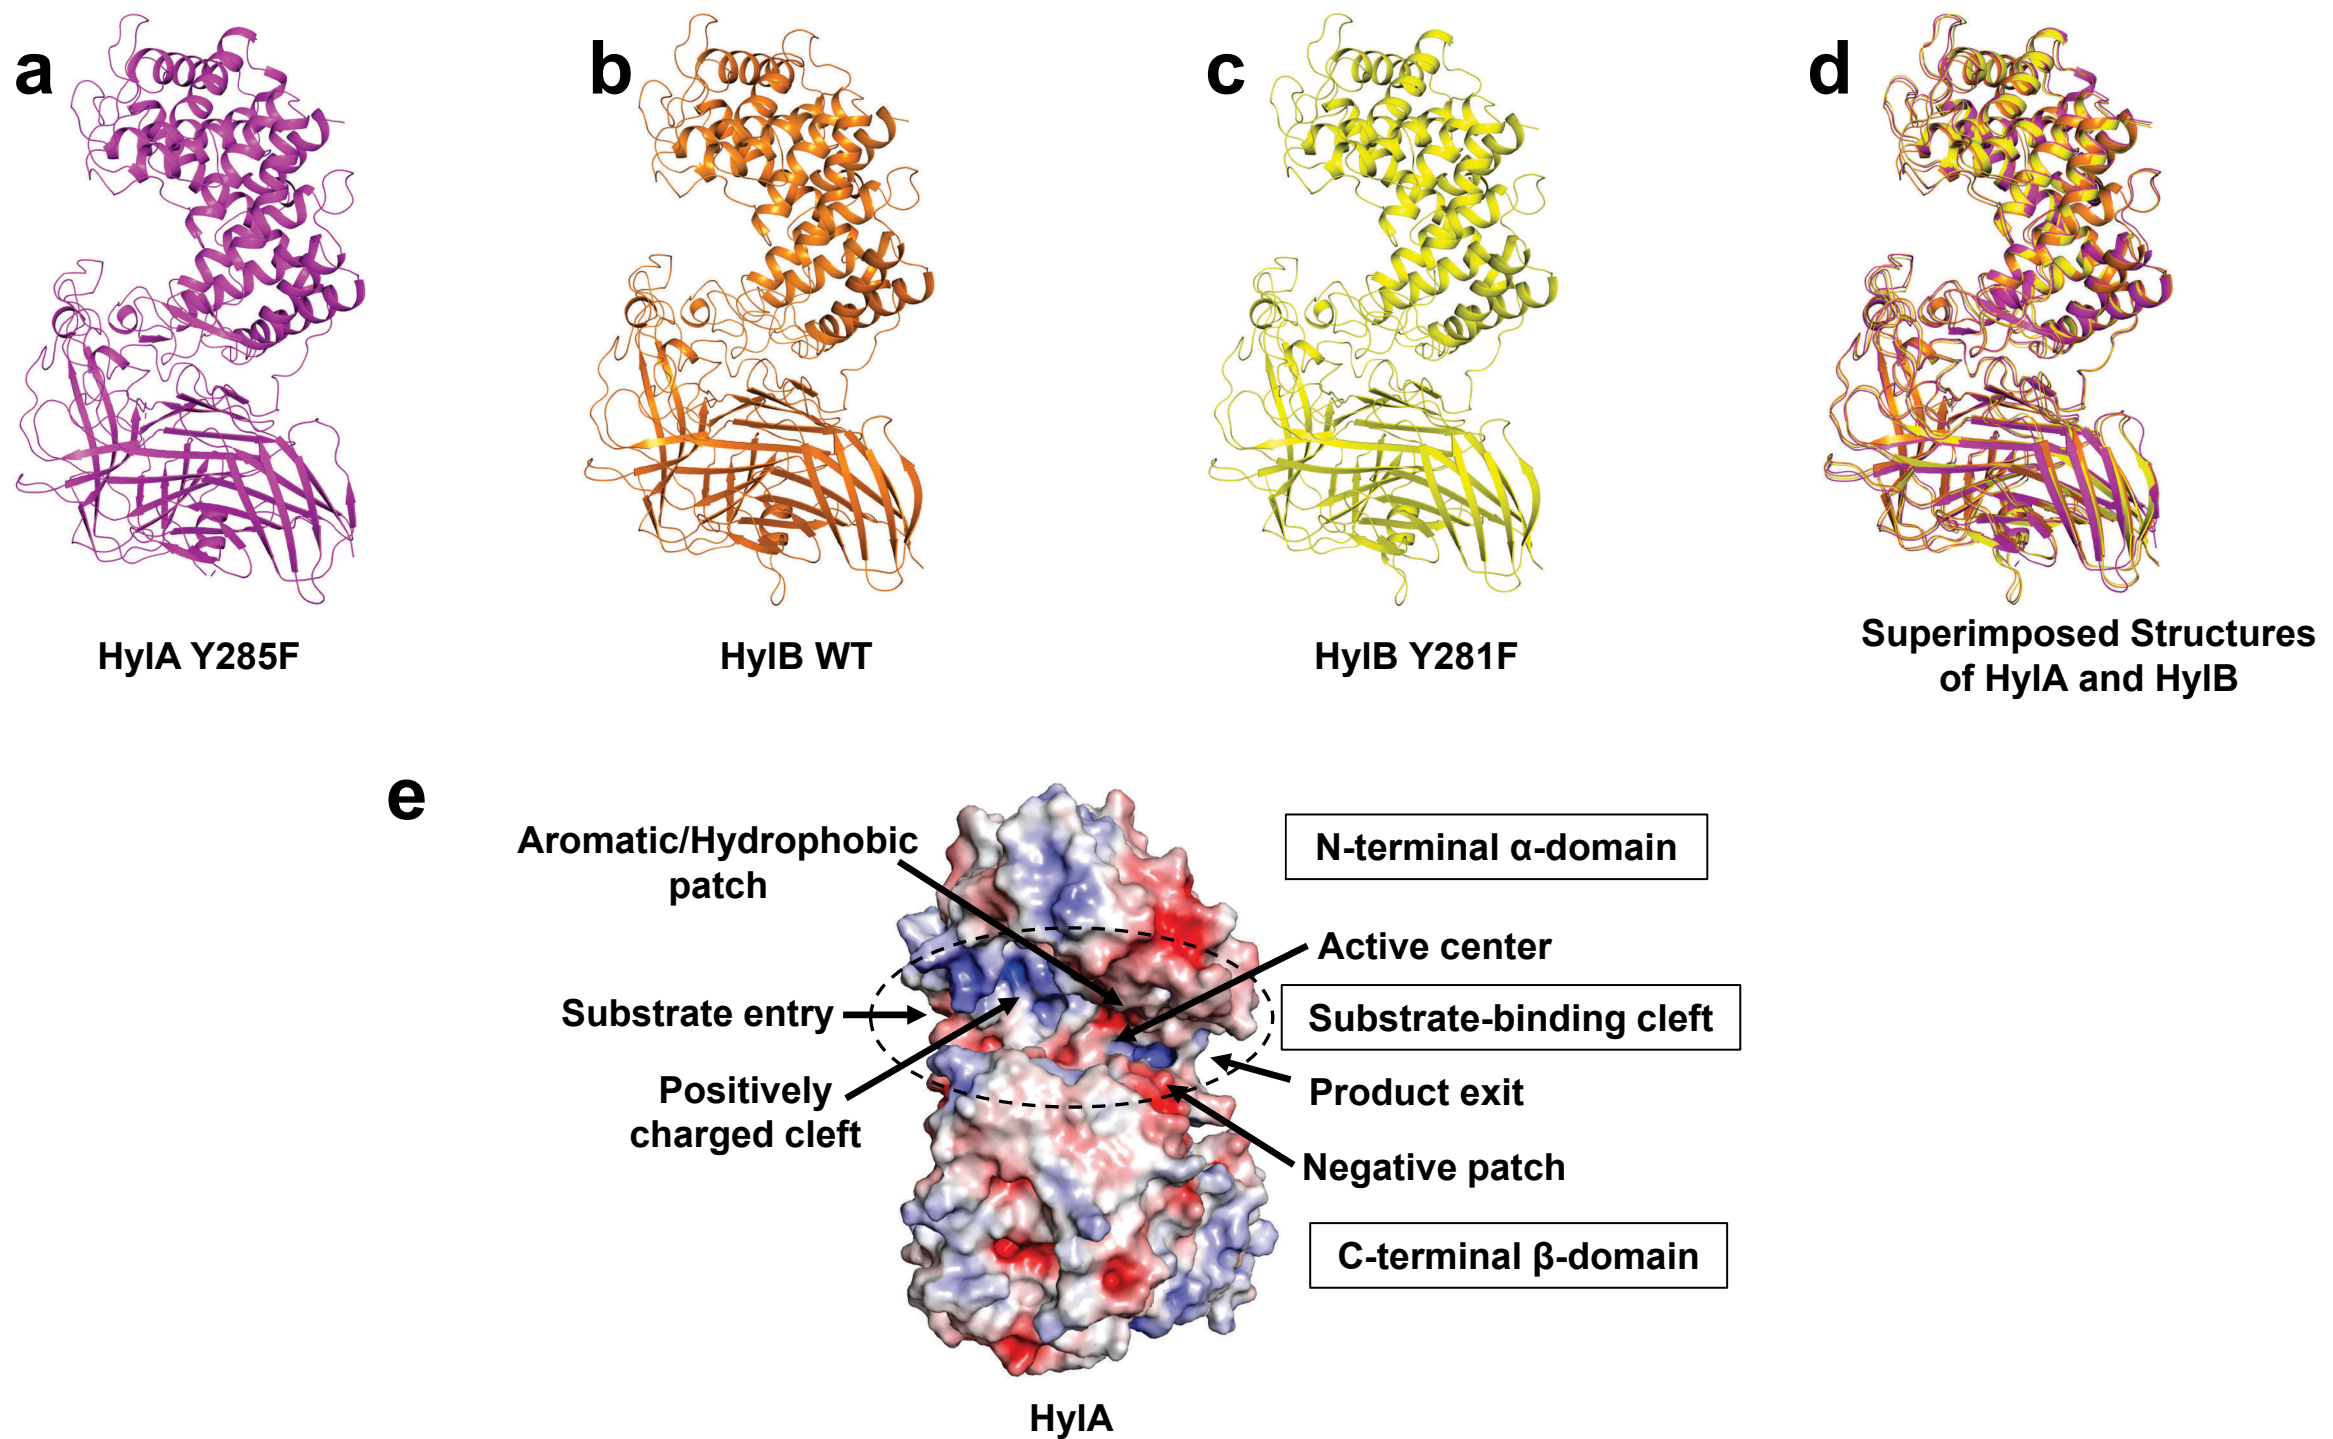 a
b
c
d
HylA Y285F
HylB WT
HylB Y281F
Superimposed Structures
of HylA and HylB
e
Aromatic/Hydrophobic
patch
N-terminal α-domain
Active center
Substrate entry
Substrate-binding cleft
Positively
charged cleft
Product exit
Negative patch
C-terminal β-domain
HylA